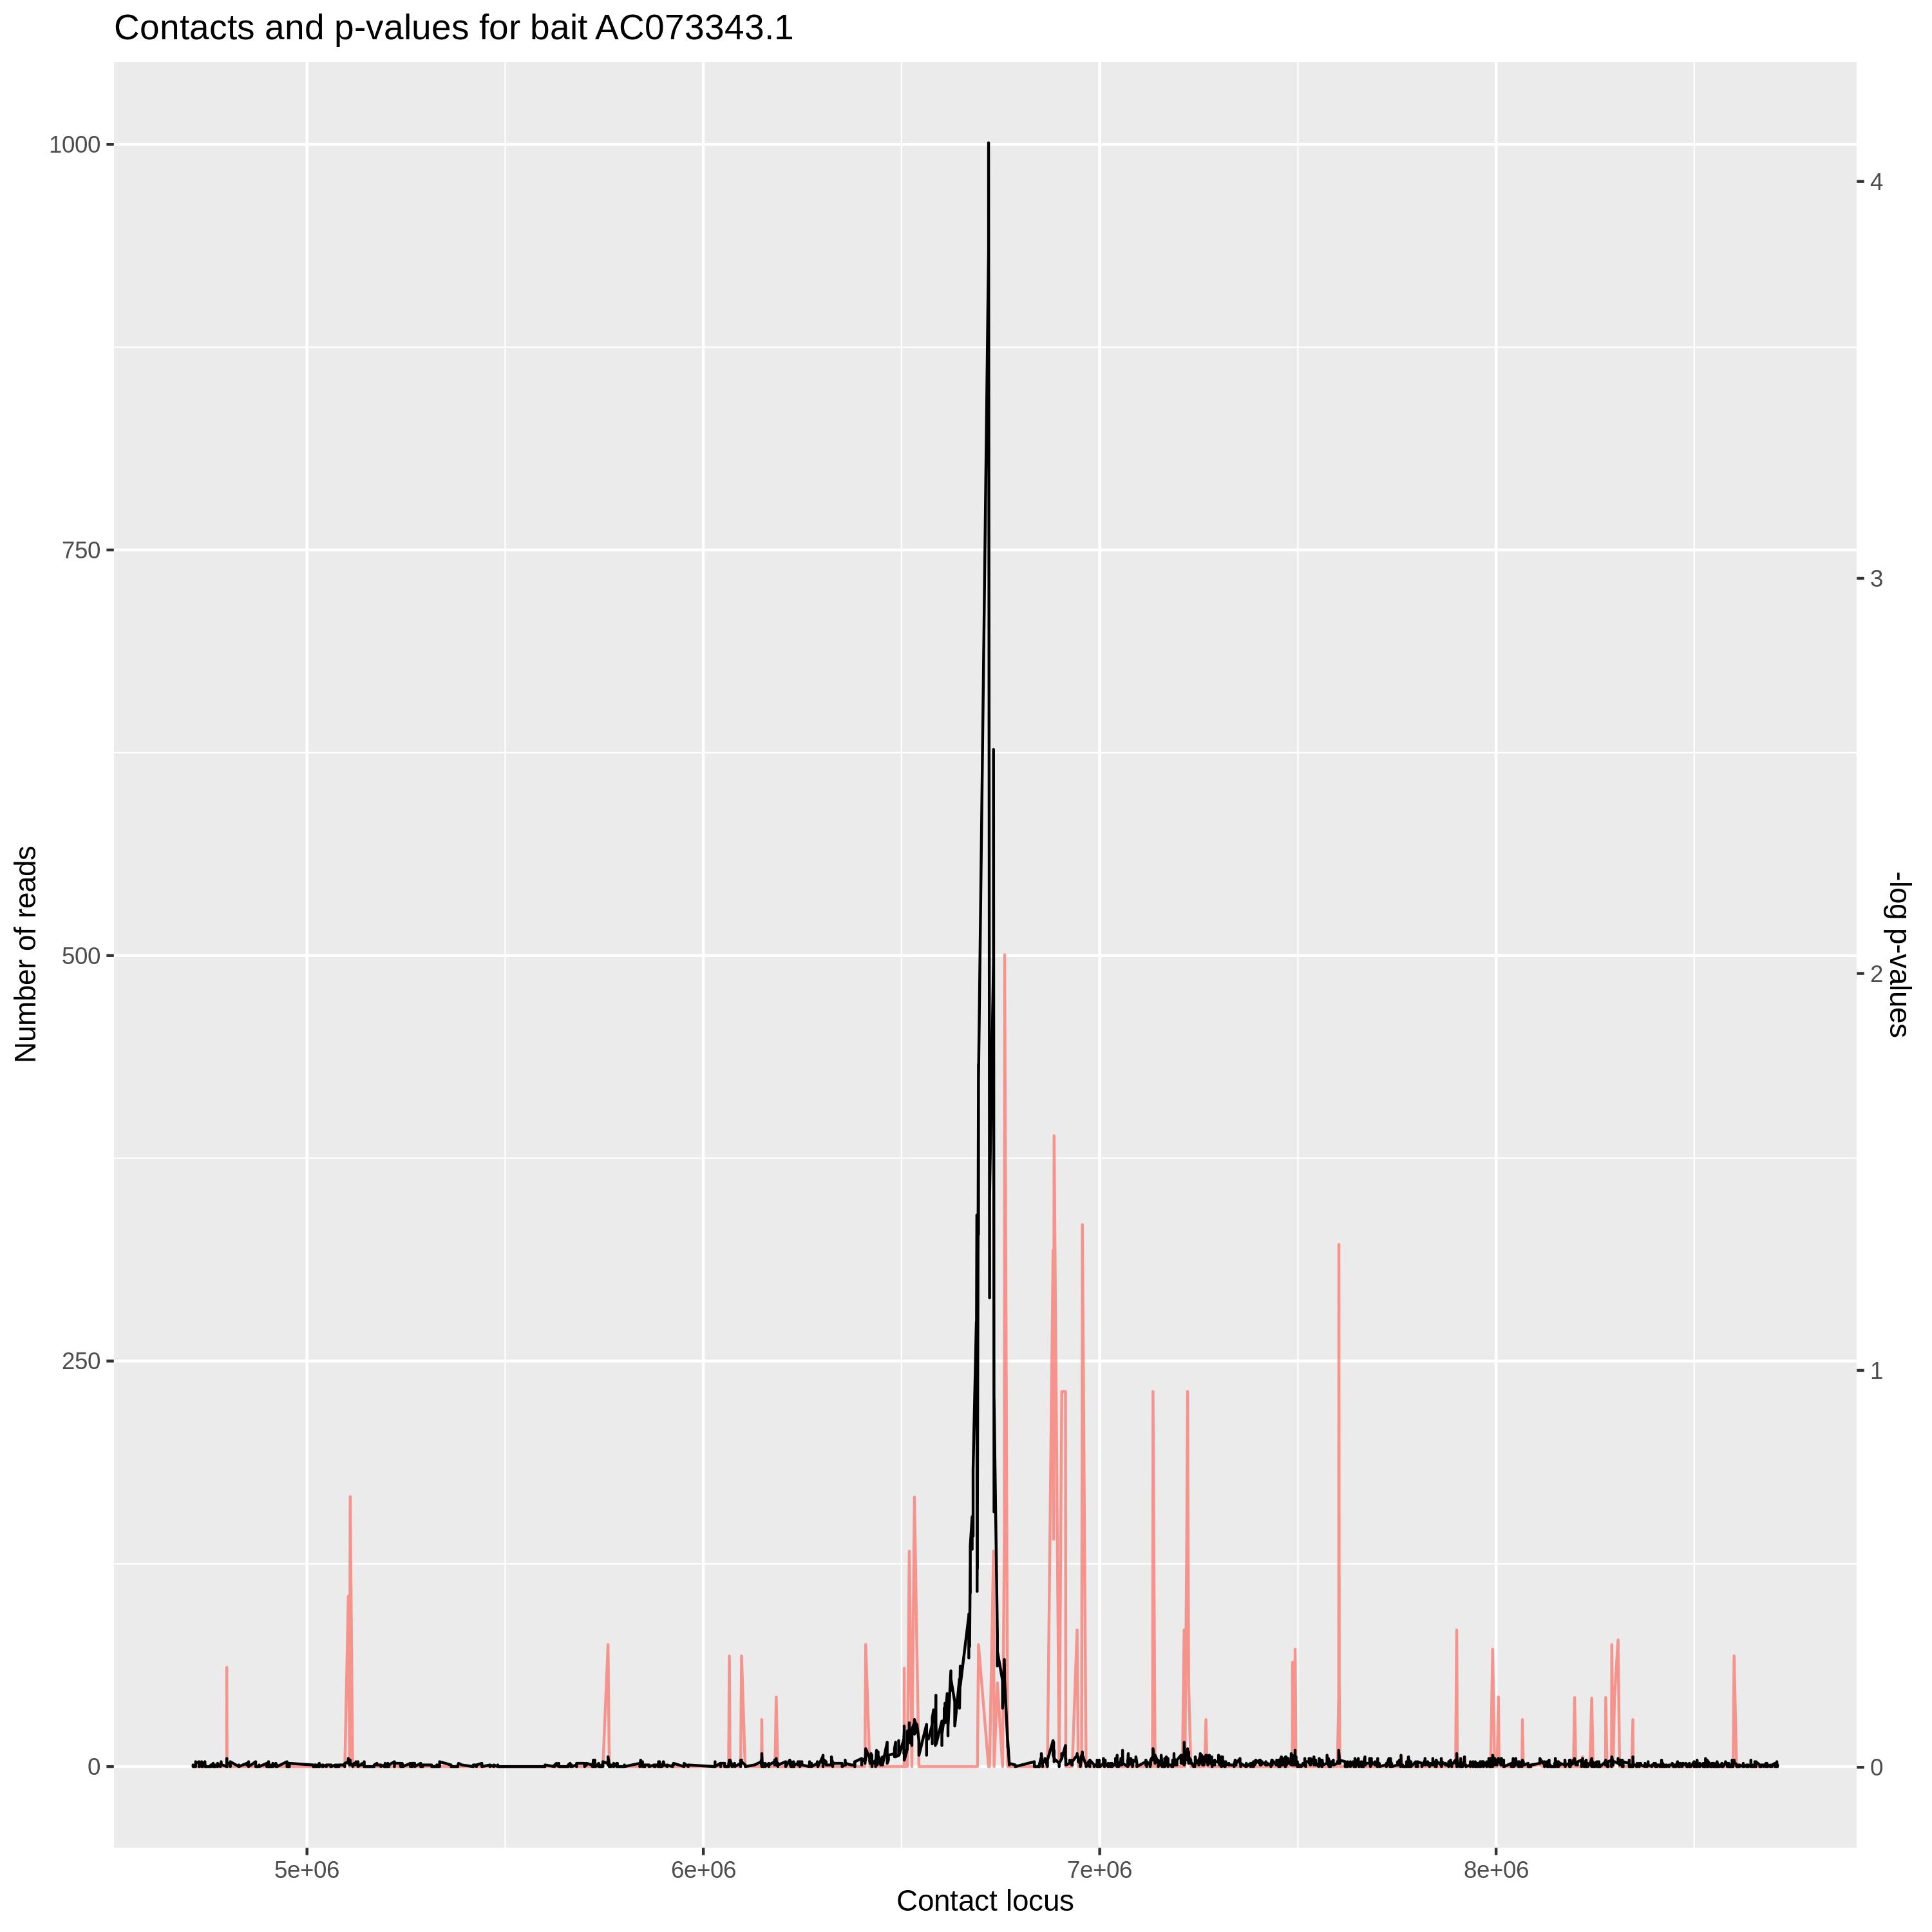 Contacts and p-values for bait AC073343.1
1000
750
500
250
0
Number of reads
4
3
2
1
0
-log p-values
5e+06
6e+06
7e+06
8e+06
Contact locus